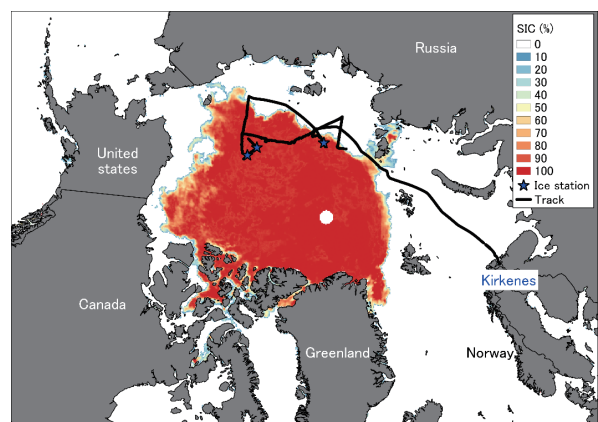 Russia
SIC (%)
0
10
20
30
40
50
60
70
80
90
100
Ice station
Track
United
states
Canada
Kirkenes
Greenland
Norway